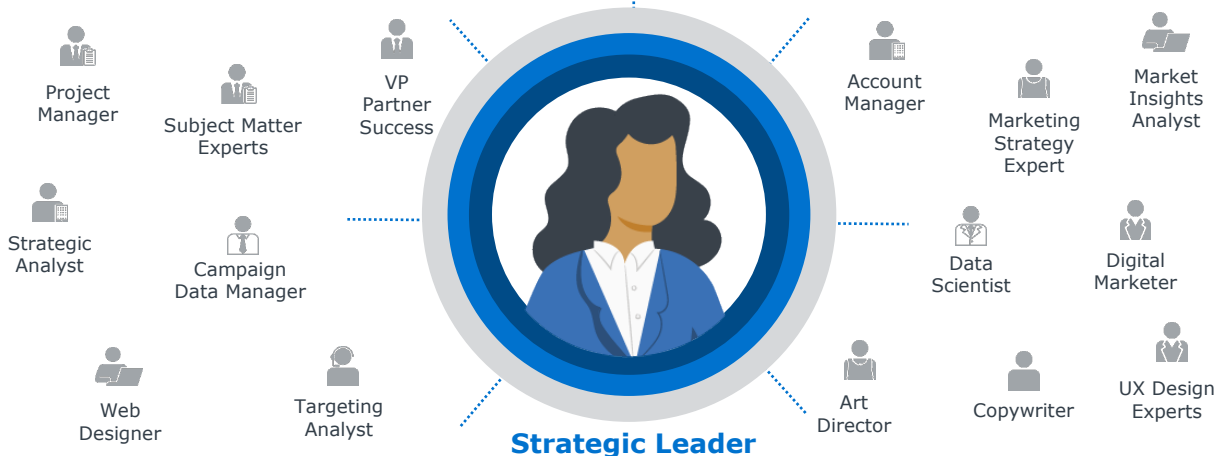 Project
Manager
Subject Matter
Experts
VP
Partner
Success
Account
Manager
Marketing
Strategy
Expert
Market
Insights
Analyst
Strategic
Analyst
Campaign
Data Manager
Data
Scientist
Digital
Marketer
Web
Designer
Targeting
Analyst
Art
Director
Copywriter
UX Design
Experts
Strategic Leader